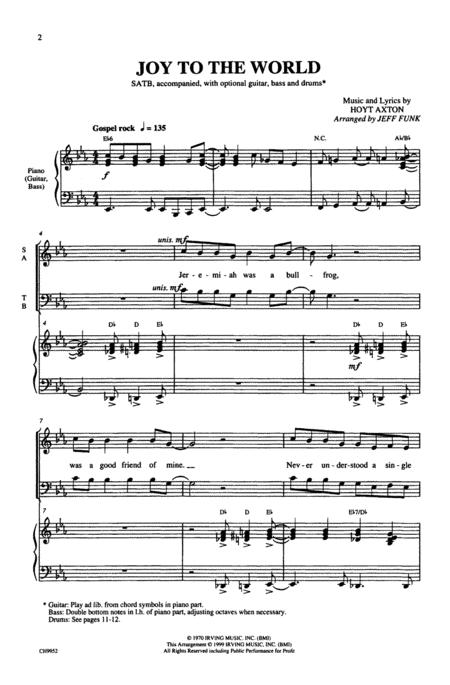 2
JOY TO THE WORLD
SATB, accompanied, with optional guitar, bass and drums*
Music and Lyrics by
HOYT AXTON
Arranged by JEFF FUNK
Gospel rock ♩ = 135
E♭6 N.C. A♭/B♭
Piano
(Guitar,
Bass)
f
4
unis. mf
S
A
Jer - e - mi - ah was a bull - frog,
unis. mf
T
B
4
D♭ D E♭ D♭ D E♭
mf
7
was a good friend of mine.__ Nev - er un - der - stood a sin - gle
7
D♭ D E♭ E♭7/D♭
* Guitar: Play ad lib. from chord symbols in piano part.
Bass: Double bottom notes in l.h. of piano part, adjusting octaves when necessary.
Drums: See pages 11-12.
© 1970 IRVING MUSIC, INC. (BMI)
This Arrangement © 1999 IRVING MUSIC, INC. (BMI)
All Rights Reserved including Public Performance for Profit
CH9952